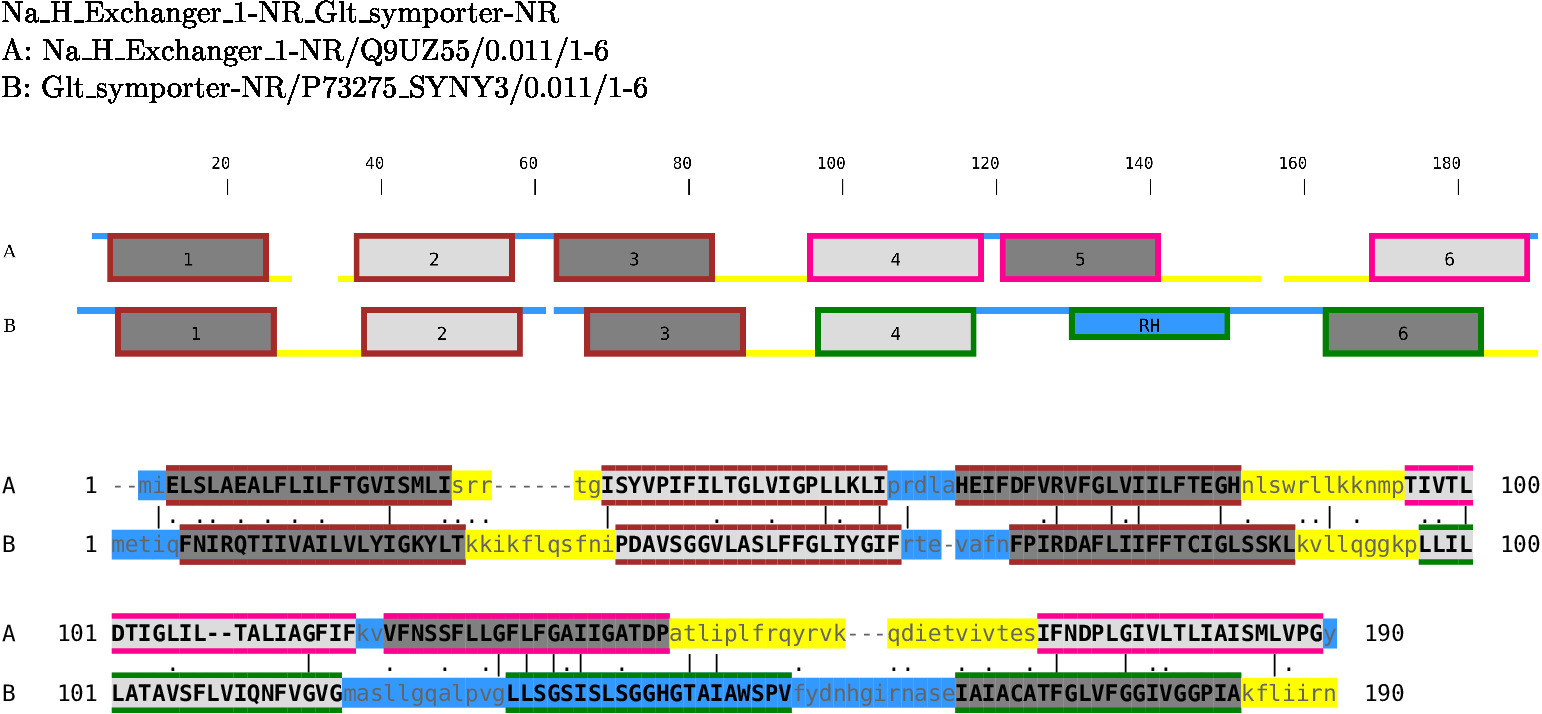 Na_H_Exchanger_1-NR_Glt_symporter-NR
A: Na_H_Exchanger_1-NR/Q9UZ55/0.011/1-6
B: Glt_symporter-NR/P73275_SYNY3/0.011/1-6
20 40 60 80 100 120 140 160 180
A 1 2 3 4 5 6
B 1 2 3 4 RH 6
A 1 --miELSLAEALFLILFTGVISMLIsrr------tgISYVPIFILTGLVIGPLLKLIprdlaHEIFDFVRVFGLVIILFTEGHnlswrllkknmpTIVTL 100
B 1 metiqFNIRQTIIVAILVLYIGKYLTkkikflqsfniPDAVSGGVLASLFFGLIYGIFrte-vafnFPIRDAFLIIFFTCIGLSSKLkvllqggkpLLIL 100
A 101 DTIGLIL--TALIAGFIFkvVFNSSFLLGFLFGAIIGATDPatliplfrqyrvk---qdietvivtesIFNDPLGIVLTLIAISMLVPGy 190
B 101 LATAVSFLVIQNFVGVGmasllgqalpvgLLSGSISLSGGHGTAIAWSPVfydnhgirnaseIAIACATFGLVFGGIVGGPIAkfliirn 190